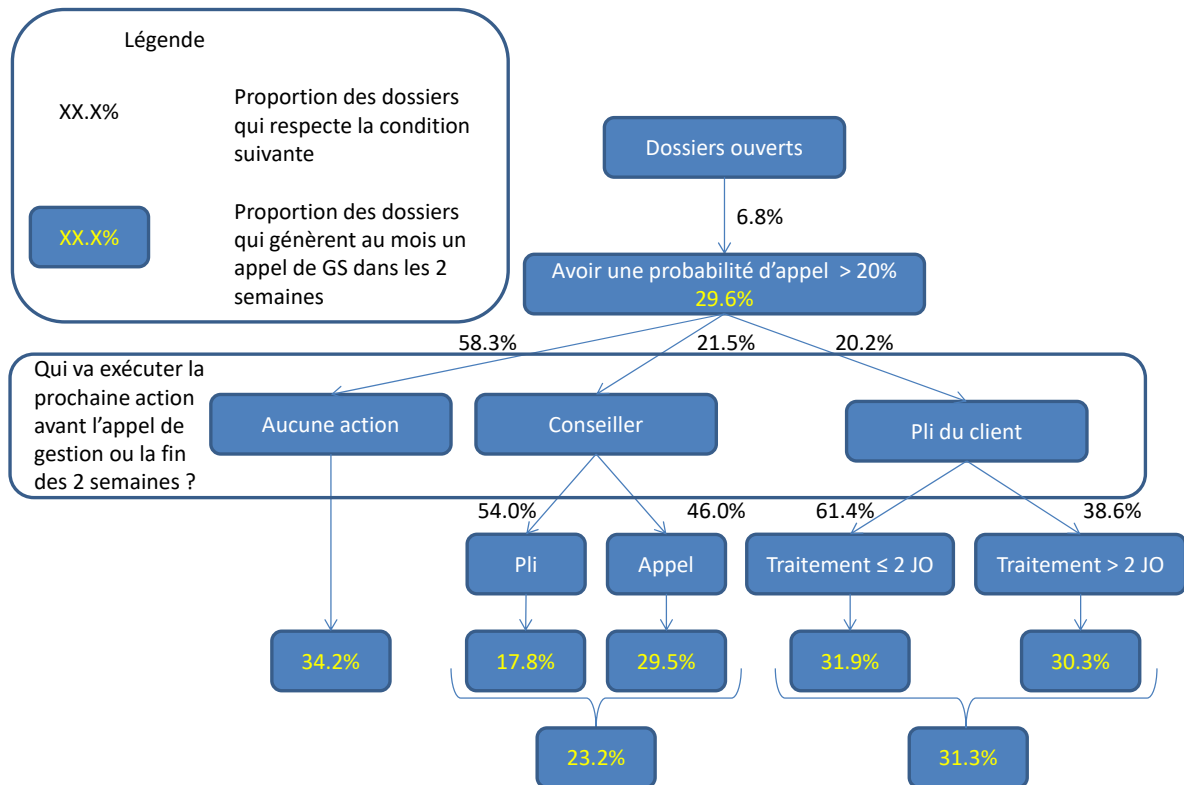 Légende
XX.X%
Proportion des dossiers
qui respecte la condition
suivante
XX.X%
Proportion des dossiers
qui génèrent au mois un
appel de GS dans les 2
semaines
Dossiers ouverts
6.8%
Avoir une probabilité d'appel > 20%
29.6%
58.3%
21.5%
20.2%
Qui va exécuter la
prochaine action
avant l'appel de
gestion ou la fin
des 2 semaines ?
Aucune action
Conseiller
Pli du client
54.0%
46.0%
61.4%
38.6%
Pli
Appel
Traitement ≤ 2 JO
Traitement > 2 JO
34.2%
17.8%
29.5%
31.9%
30.3%
23.2%
31.3%